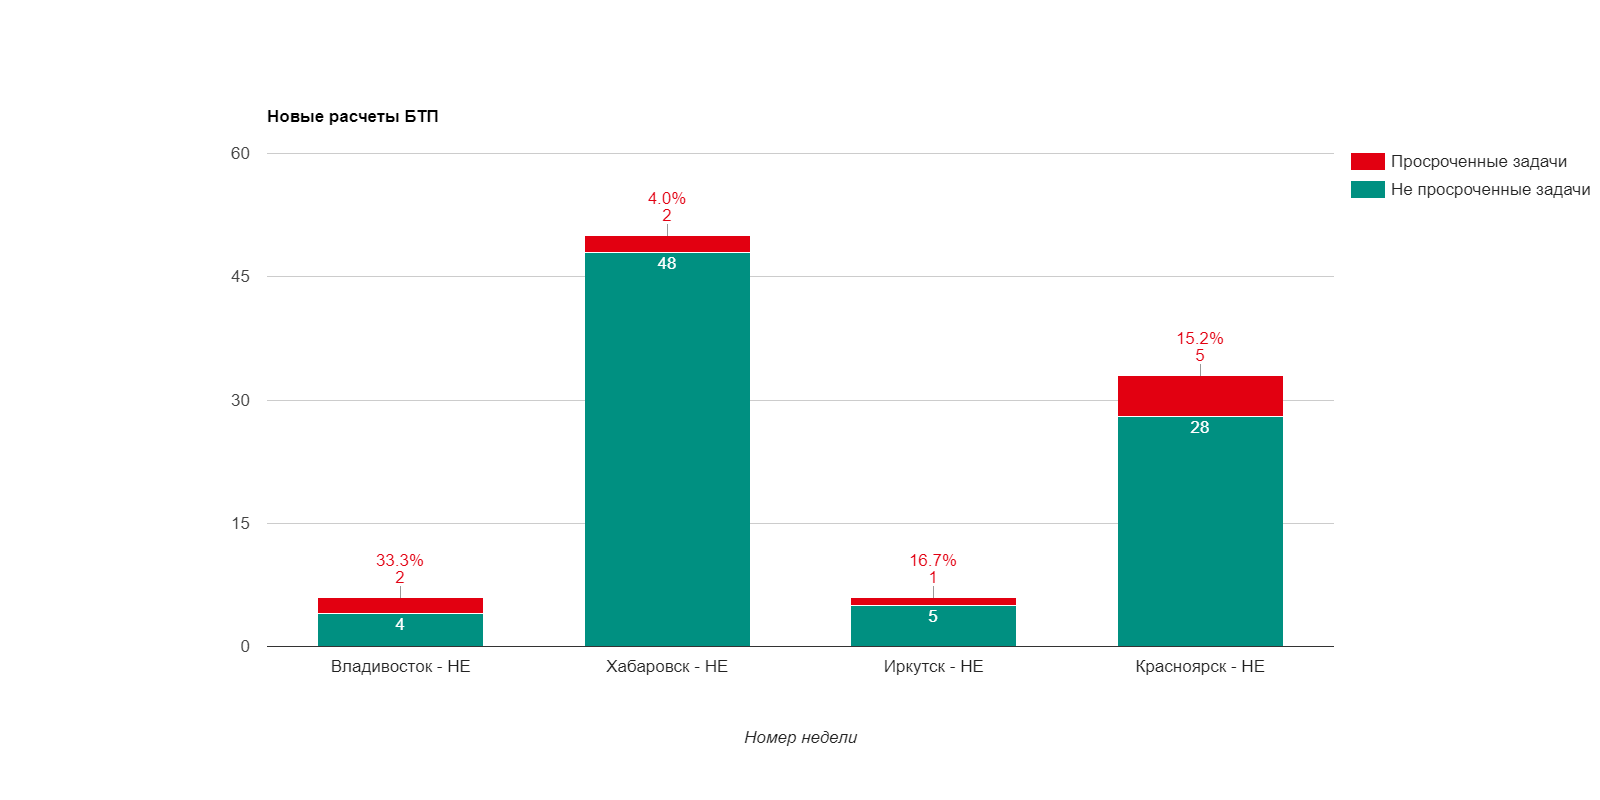 Новые расчеты БТП
60
45
30
15
0
Просроченные задачи
Не просроченные задачи
33.3%
2
4
4.0%
2
48
16.7%
1
5
15.2%
5
28
Владивосток - НЕ
Хабаровск - НЕ
Иркутск - НЕ
Красноярск - НЕ
Номер недели